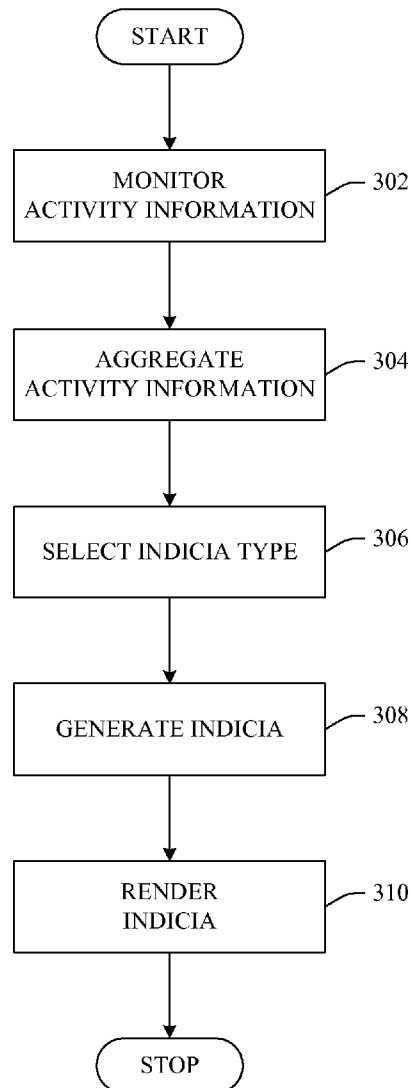 START
MONITOR
ACTIVITY INFORMATION
302
AGGREGATE
ACTIVITY INFORMATION
304
SELECT INDICIA TYPE
306
GENERATE INDICIA
308
RENDER
INDICIA
310
STOP